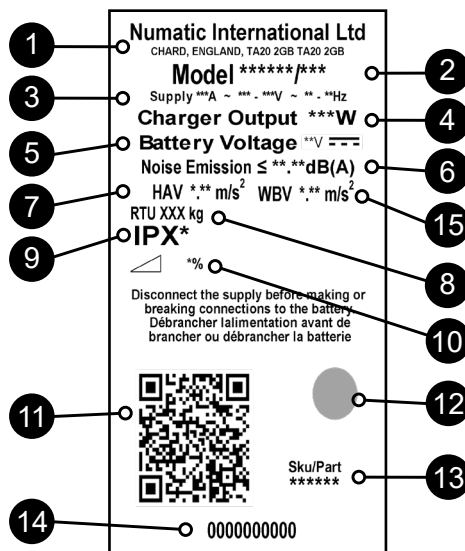 Numatic International Ltd
CHARD, ENGLAND, TA20 2GB TA20 2GB
1
Model ******/***
2
3
Supply ***A ~ *** - ***V ~ ** - **Hz
Charger Output ***W
4
5
Battery Voltage **V
Noise Emission ≤ **.**dB(A)
6
7
HAV *.** m/s² WBV *.** m/s²
15
RTU XXX kg
8
9
IPX*
*%
10
Disconnect the supply before making or
breaking connections to the battery.
Débrancher lalimentation avant de
brancher ou débrancher la batterie
11
12
Sku/Part
******
13
14
0000000000